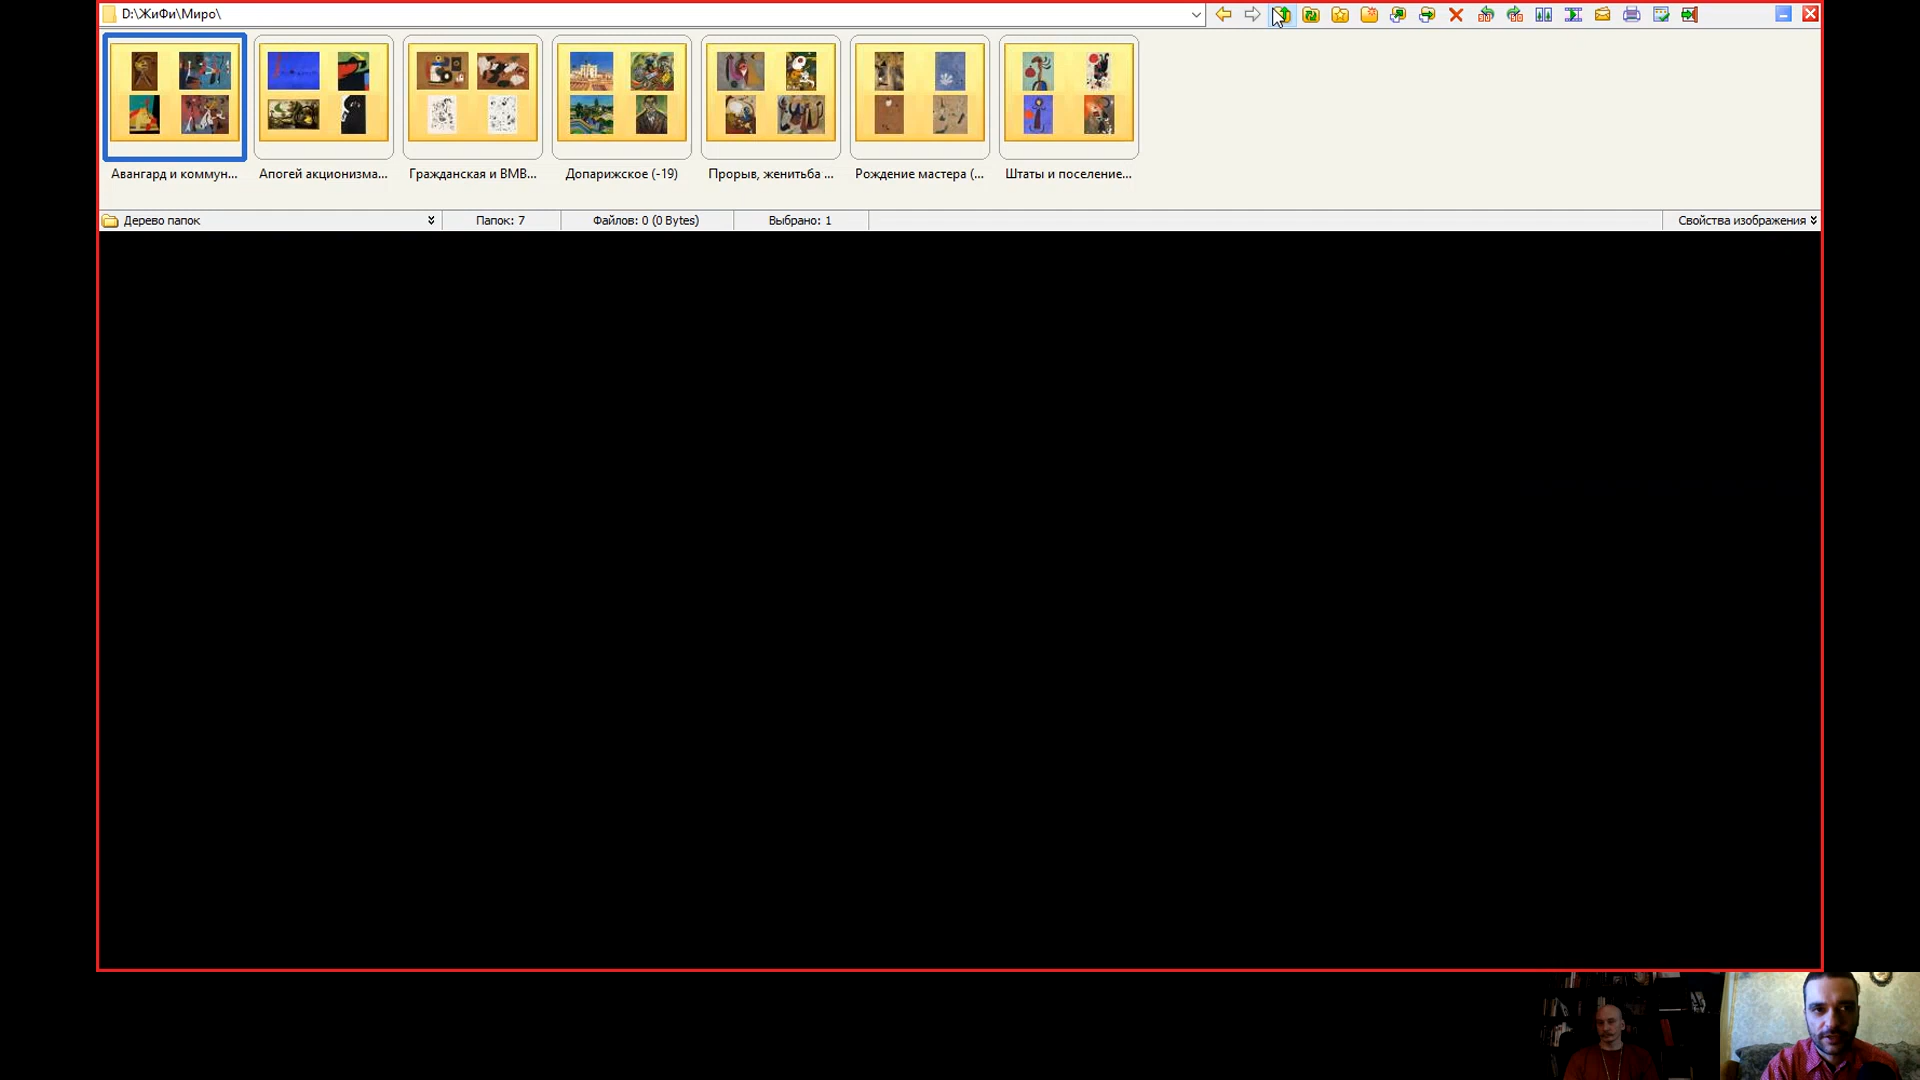 D:\ЖиФи\Миро\
Авангард и коммун...
Апогей акционизма...
Гражданская и ВМВ...
Допарижское (-19)
Прорыв, женитьба ...
Рождение мастера (...
Штаты и поселение...
Дерево папок
Папок: 7
Файлов: 0 (0 Bytes)
Выбрано: 1
Свойства изображения